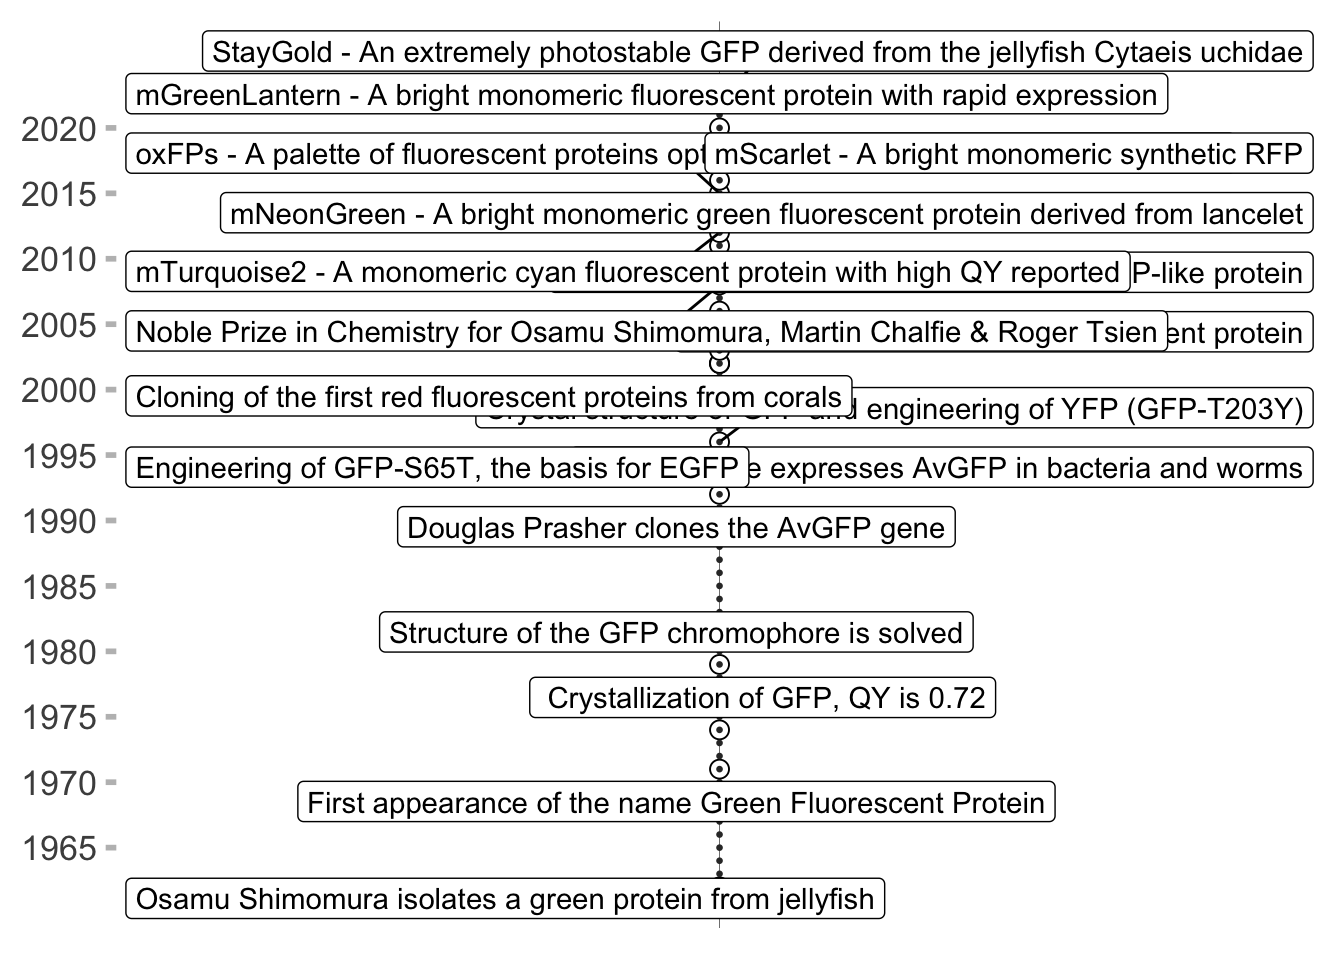 StayGold - An extremely photostable GFP derived from the jellyfish Cytaeis uchidae
mGreenLantern - A bright monomeric fluorescent protein with rapid expression
2020
oxFPs - A palette of fluorescent proteins mScarlet - A bright monomeric synthetic RFP
2015
mNeonGreen - A bright monomeric green fluorescent protein derived from lancelet
2010
mTurquoise2 - A monomeric cyan fluorescent protein with high QY reported P-like protein
2005
Noble Prize in Chemistry for Osamu Shimomura, Martin Chalfie & Roger Tsien protein
2000
Cloning of the first red fluorescent proteins from corals
engineering of YFP (GFP-T203Y)
1995
Engineering of GFP-S65T, the basis for EGFP expresses AvGFP in bacteria and worms
1990
Douglas Prasher clones the AvGFP gene
1985
Structure of the GFP chromophore is solved
1980
Crystallization of GFP, QY is 0.72
1975
1970
First appearance of the name Green Fluorescent Protein
1965
Osamu Shimomura isolates a green protein from jellyfish